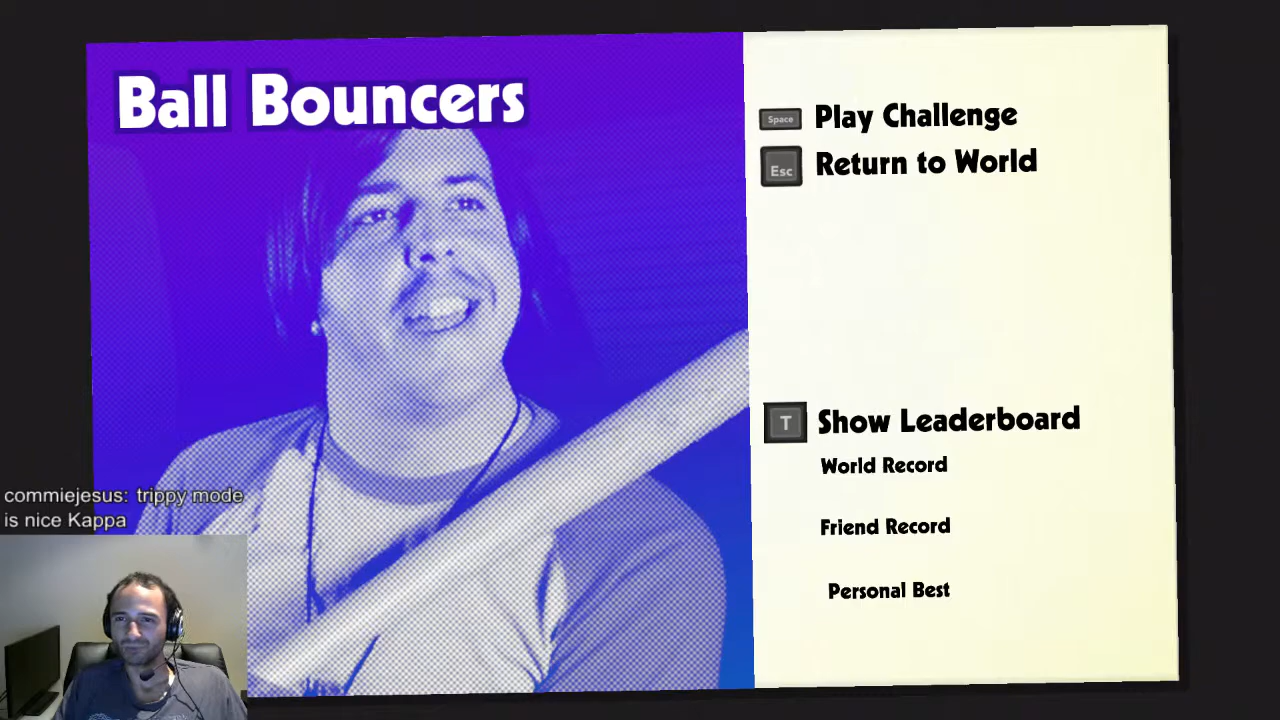 Ball Bouncers
Space Play Challenge
Esc Return to World
T Show Leaderboard
World Record
Friend Record
Personal Best
commiejesus: trippy mode
is nice Kappa